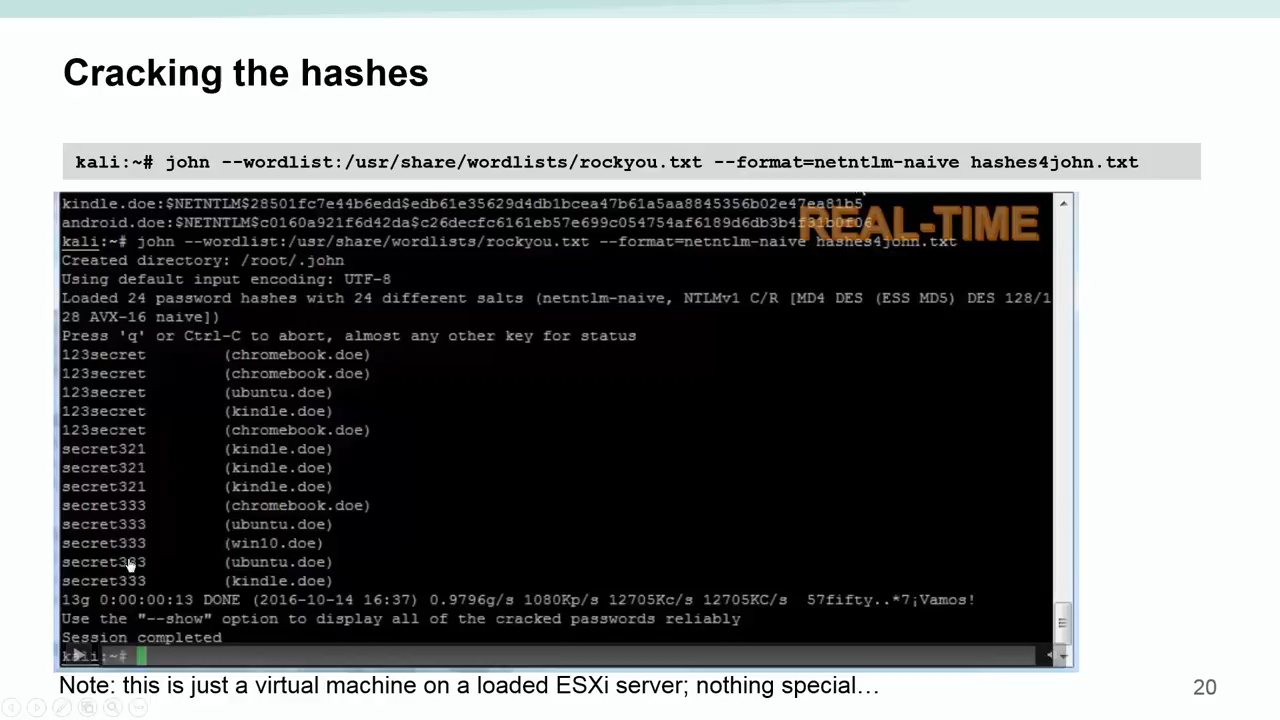 Cracking the hashes
kali:~# john --wordlist:/usr/share/wordlists/rockyou.txt --format=netntlm-naive hashes4john.txt
kindle.doe:$NETNTLM$28501fc7e44b6edd$edb61e35629d4db1bcea47b61a5aa8845356b02e47ea81b5
android.doe:$NETNTLM$c0160a921f6d42da$c26decfc6161eb57e699c054754af6189d6db3b4f31b0f06
REAL-TIME
kali:~# john --wordlist:/usr/share/wordlists/rockyou.txt --format=netntlm-naive hashes4john.txt
Created directory: /root/.john
Using default input encoding: UTF-8
Loaded 24 password hashes with 24 different salts (netntlm-naive, NTLMv1 C/R [MD4 DES (ESS MD5) DES 128/1
28 AVX-16 naive])
Press 'q' or Ctrl-C to abort, almost any other key for status
123secret (chromebook.doe)
123secret (chromebook.doe)
123secret (ubuntu.doe)
123secret (kindle.doe)
123secret (chromebook.doe)
secret321 (kindle.doe)
secret321 (kindle.doe)
secret321 (kindle.doe)
secret333 (chromebook.doe)
secret333 (ubuntu.doe)
secret333 (win10.doe)
secret333 (ubuntu.doe)
secret333 (kindle.doe)
13g 0:00:00:13 DONE (2016-10-14 16:37) 0.9796g/s 1080Kp/s 12705Kc/s 12705KC/s 57fifty..*7¡Vamos!
Use the "--show" option to display all of the cracked passwords reliably
Session completed
kali:~#
Note: this is just a virtual machine on a loaded ESXi server; nothing special…
20